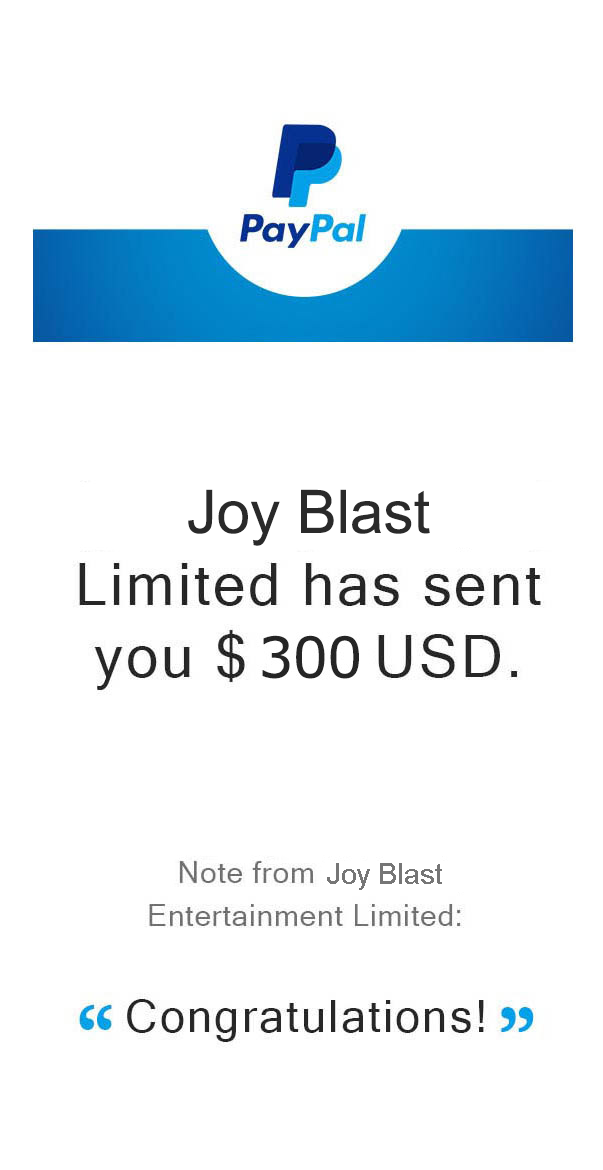 PayPal
Joy Blast
Limited has sent
you $ 300 USD.
Note from Joy Blast
Entertainment Limited:
“ Congratulations! ”